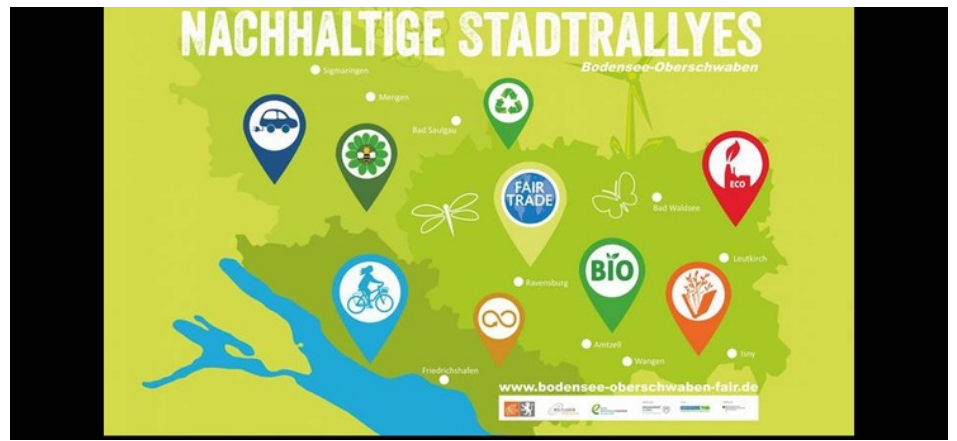 NACHHALTIGE STADTRALLYES
Bodensee-Oberschwaben
Sigmaringen
Mengen
Bad Saulgau
FAIR
TRADE
ECO
Bad Waldsee
Leutkirch
BIO
Ravensburg
Amtzell
Wangen
Isny
Friedrichshafen
www.bodensee-oberschwaben-fair.de